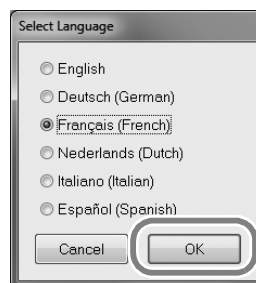 Select Language
English
Deutsch (German)
Français (French)
Nederlands (Dutch)
Italiano (Italian)
Español (Spanish)
Cancel
OK